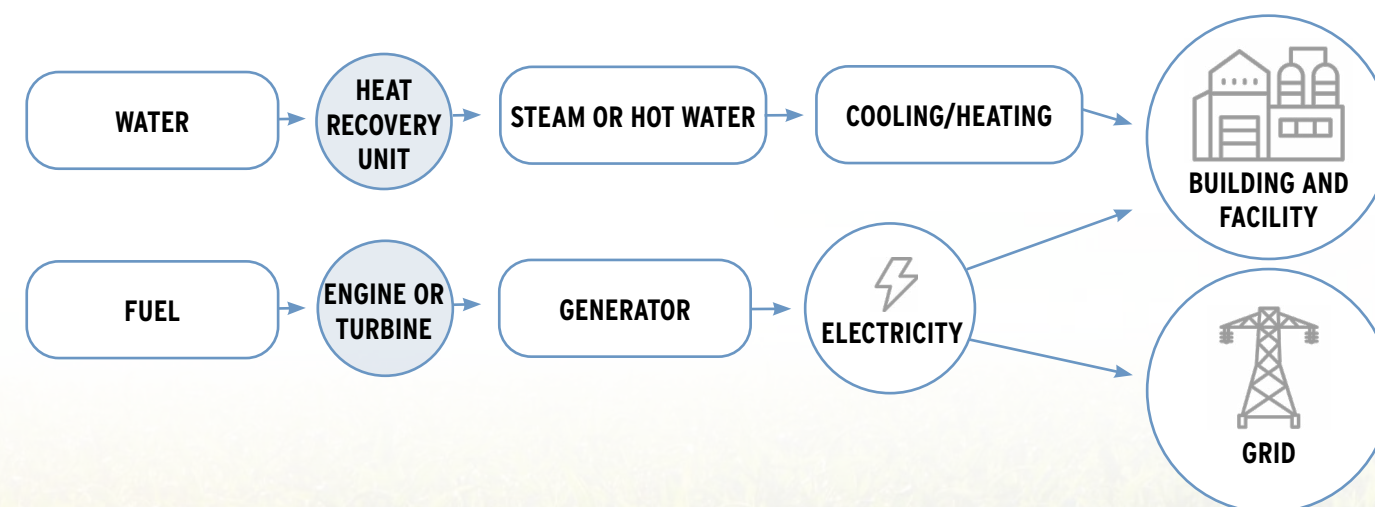 WATER
HEAT
RECOVERY
UNIT
STEAM OR HOT WATER
COOLING/HEATING
BUILDING AND
FACILITY
FUEL
ENGINE OR
TURBINE
GENERATOR
ELECTRICITY
GRID